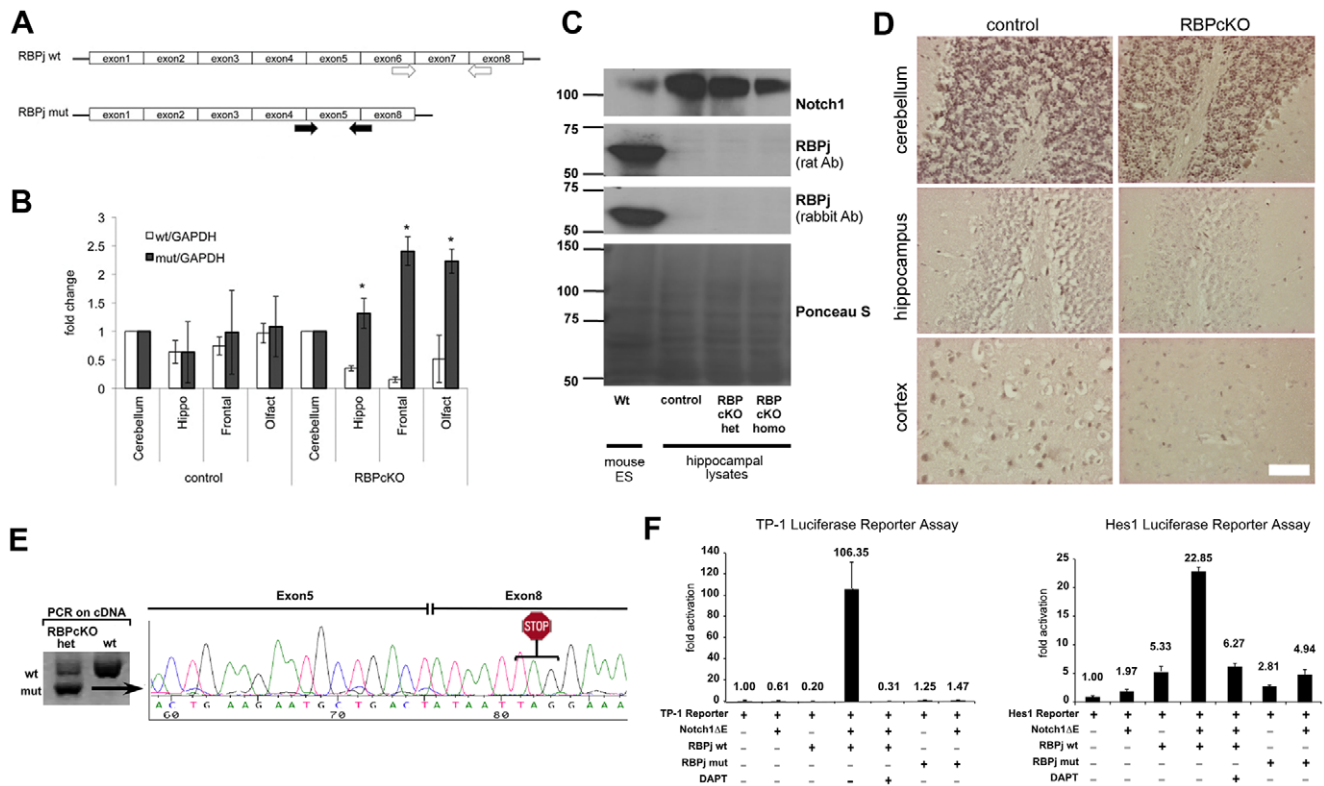 A
RBPj wt
exon1 exon2 exon3 exon4 exon5 exon6 exon7 exon8
RBPj mut
exon1 exon2 exon3 exon4 exon5 exon8
B
fold change
3
2.5
2
1.5
1
0.5
0
wt/GAPDH
mut/GAPDH
* * *
Cerebellum Hippo Frontal Olfact Cerebellum Hippo Frontal Olfact
control RBPcKO
C
100
Notch1
75
RBPj
(rat Ab)
50
75
RBPj
(rabbit Ab)
50
150
100
Ponceau S
75
50
Wt control RBP cKO het RBP cKO homo
mouse ES
hippocampal lysates
D
control RBPcKO
cerebellum
hippocampus
cortex
E
PCR on cDNA
RBPcKO het wt
wt
mut
Exon5 Exon8
STOP
A C T G A A G A A T G C T G A C T A T A A T T A G G A A A
60 70 80
F
TP-1 Luciferase Reporter Assay
fold activation
140
120
100
80
60
40
20
0
1.00 0.61 0.20 106.35 0.31 1.25 1.47
TP-1 Reporter + + + + + + +
Notch1ΔE – + – + + – +
RBPj wt – – + + + – –
RBPj mut – – – – – + +
DAPT – – – – + – –
Hes1 Luciferase Reporter Assay
fold activation
25
20
15
10
5
0
1.00 1.97 5.33 22.85 6.27 2.81 4.94
Hes1 Reporter + + + + + + +
Notch1ΔE – + – + + – +
RBPj wt – – + + + – –
RBPj mut – – – – – + +
DAPT – – – – + – –